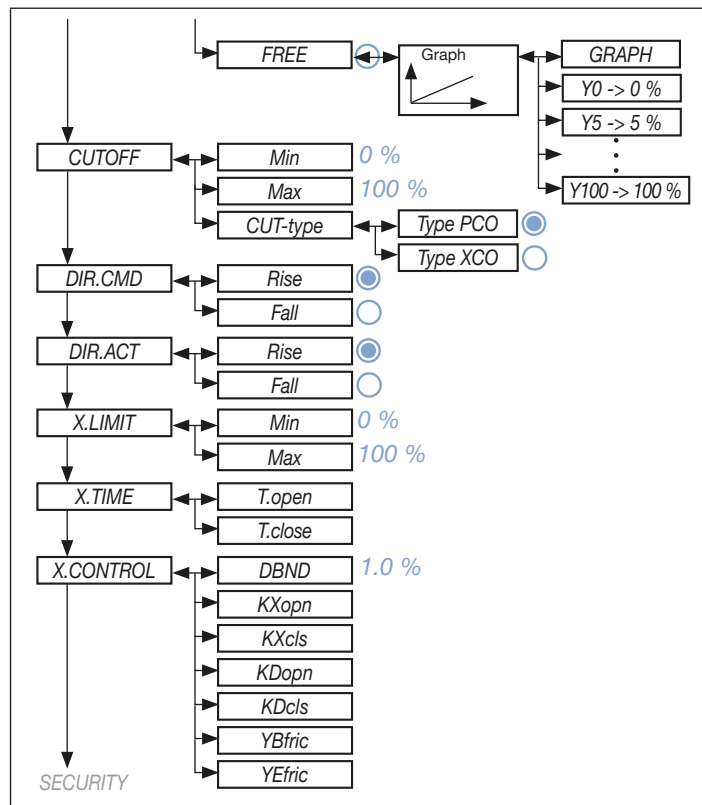 FREE
Graph
GRAPH
Y0 -> 0 %
Y5 -> 5 %
Y100 -> 100 %
CUTOFF
Min
0 %
Max
100 %
CUT-type
Type PCO
Type XCO
DIR.CMD
Rise
Fall
DIR.ACT
Rise
Fall
X.LIMIT
Min
0 %
Max
100 %
X.TIME
T.open
T.close
X.CONTROL
DBND
1.0 %
KXopn
KXcls
KDopn
KDcls
YBfric
YEfric
SECURITY